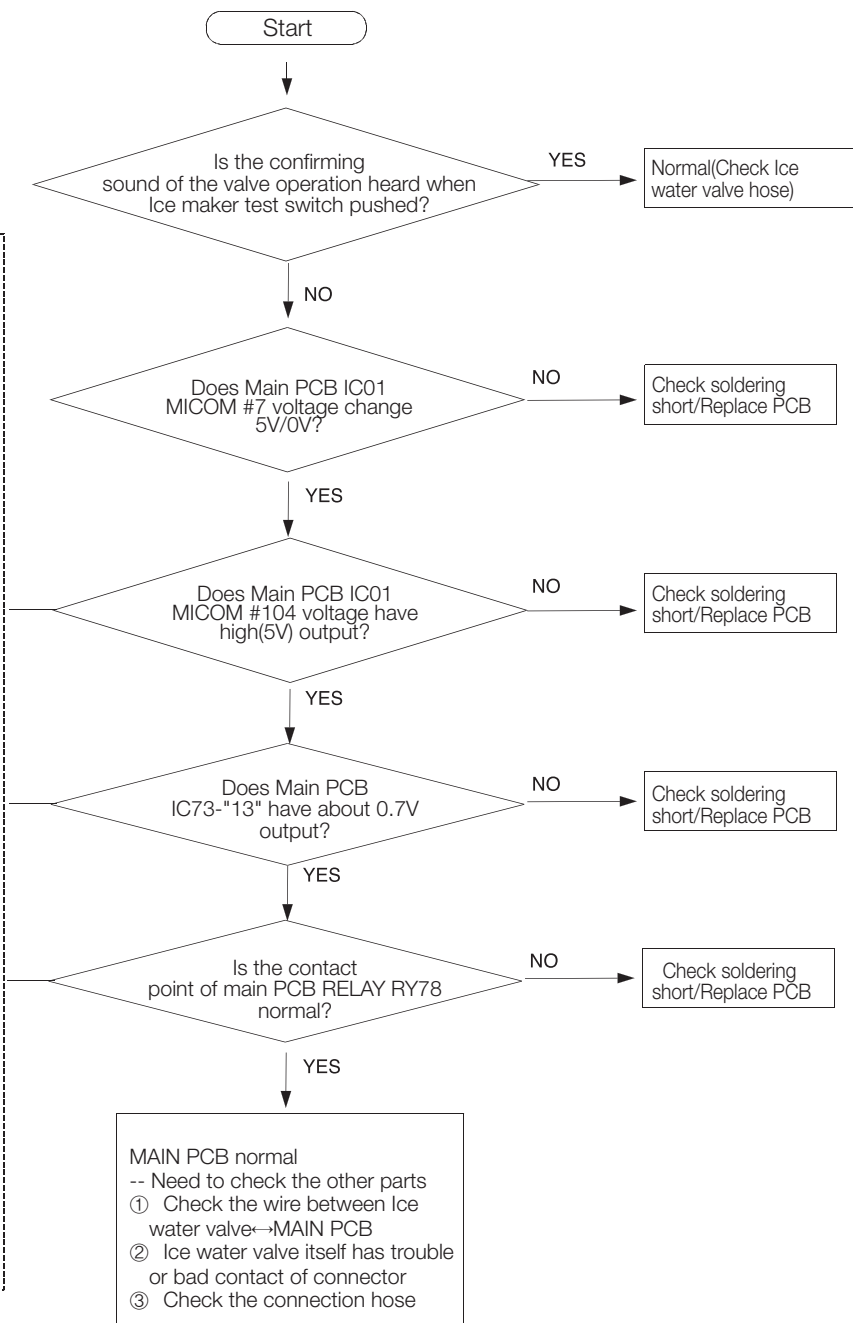 Start
Is the confirming
sound of the valve operation heard when
Ice maker test switch pushed?
YES
Normal(Check Ice
water valve hose)
NO
Does Main PCB IC01
MICOM #7 voltage change
5V/0V?
NO
Check soldering
short/Replace PCB
YES
Does Main PCB IC01
MICOM #104 voltage have
high(5V) output?
NO
Check soldering
short/Replace PCB
YES
Does Main PCB
IC73-"13" have about 0.7V
output?
NO
Check soldering
short/Replace PCB
YES
Is the contact
point of main PCB RELAY RY78
normal?
NO
Check soldering
short/Replace PCB
YES
MAIN PCB normal
-- Need to check the other parts
① Check the wire between Ice
water valve↔MAIN PCB
② Ice water valve itself has trouble
or bad contact of connector
③ Check the connection hose